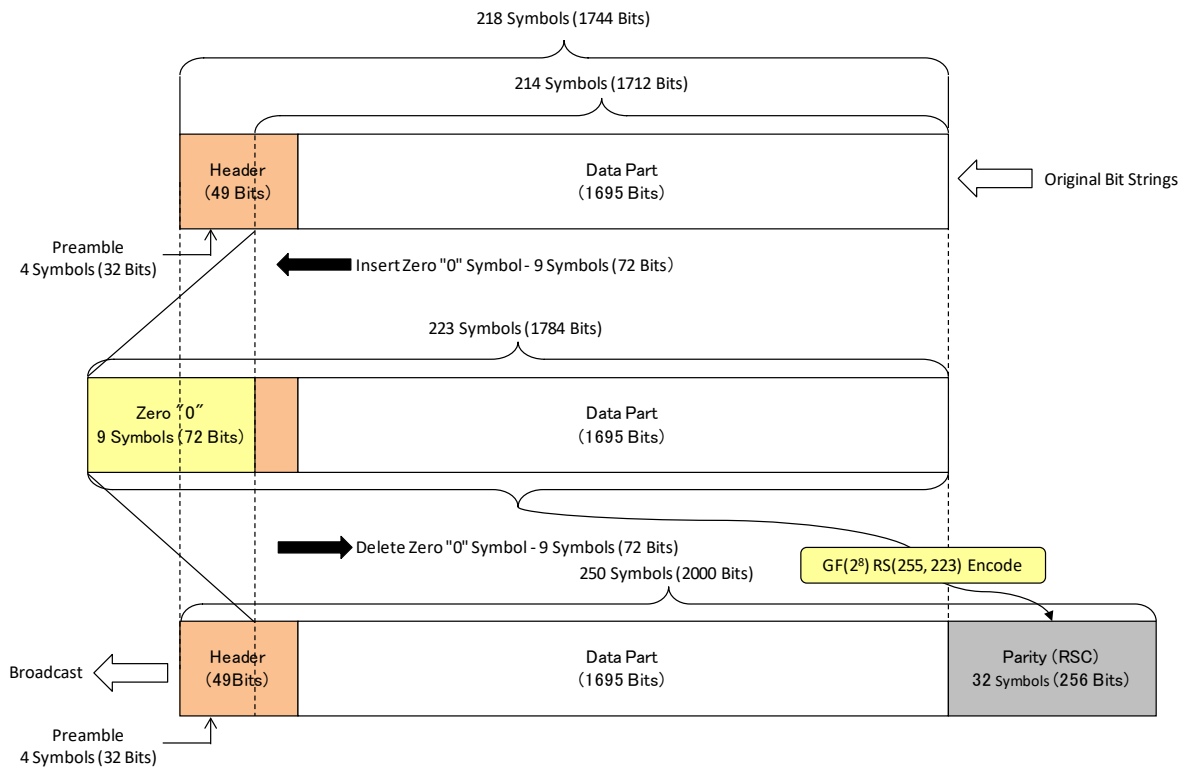 218 Symbols (1744 Bits)
214 Symbols (1712 Bits)
Header
(49 Bits)
Data Part
(1695 Bits)
Original Bit Strings
Preamble
4 Symbols (32 Bits)
Insert Zero "0" Symbol - 9 Symbols (72 Bits)
223 Symbols (1784 Bits)
Zero "0"
9 Symbols (72 Bits)
Data Part
(1695 Bits)
Delete Zero "0" Symbol - 9 Symbols (72 Bits)
GF(2⁸) RS(255, 223) Encode
250 Symbols (2000 Bits)
Broadcast
Header
(49Bits)
Data Part
(1695 Bits)
Parity (RSC)
32 Symbols (256 Bits)
Preamble
4 Symbols (32 Bits)